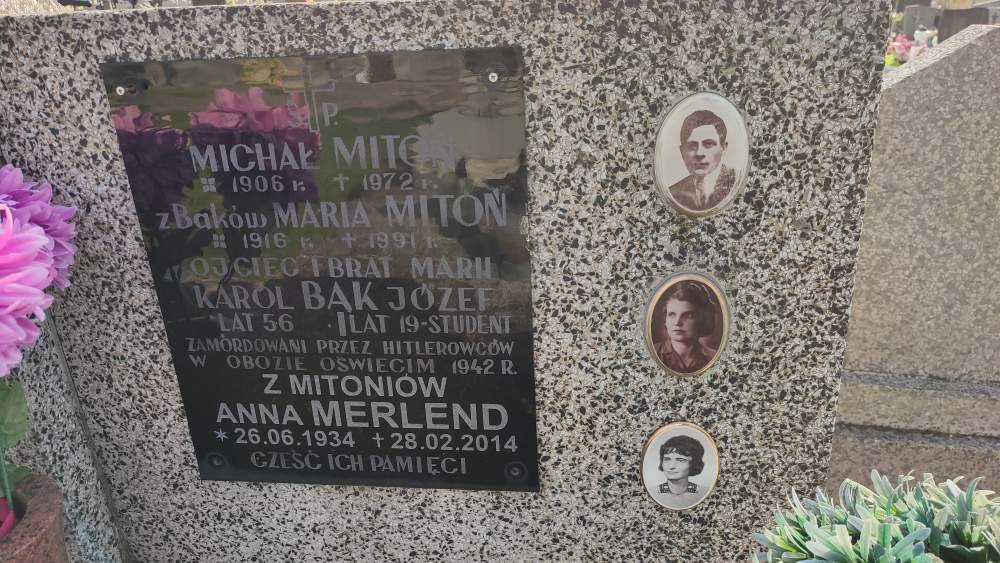 Ś P.
MICHAŁ MITOŃ
1906 r. † 1972 r.
z Bąków MARIA MITOŃ
1916 r. † 1991 r.
OJCIEC I BRAT MARII
KAROL BĄK JÓZEF
LAT 56 LAT 19-STUDENT
ZAMORDOWANI PRZEZ HITLEROWCÓW
W OBOZIE OŚWIĘCIM 1942 R.
Z MITONIÓW
ANNA MERLEND
* 26.06.1934 † 28.02.2014
CZEŚĆ ICH PAMIĘCI